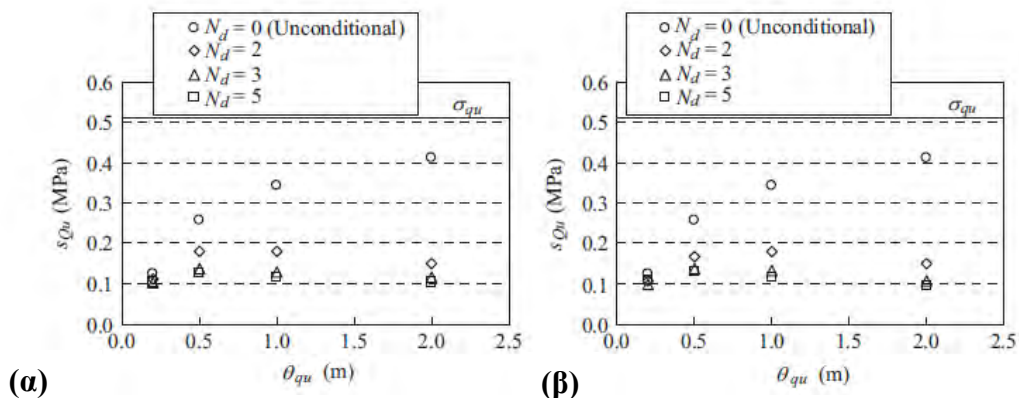 N_d = 0 (Unconditional)
N_d = 2
N_d = 3
N_d = 5
σ_qu
0.6
0.5
0.4
0.3
0.2
0.1
0.0
s_Qu (MPa)
0.0 0.5 1.0 1.5 2.0 2.5
θ_qu (m)
(α)
N_d = 0 (Unconditional)
N_d = 2
N_d = 3
N_d = 5
σ_qu
0.6
0.5
0.4
0.3
0.2
0.1
0.0
s_Qu (MPa)
0.0 0.5 1.0 1.5 2.0 2.5
θ_qu (m)
(β)